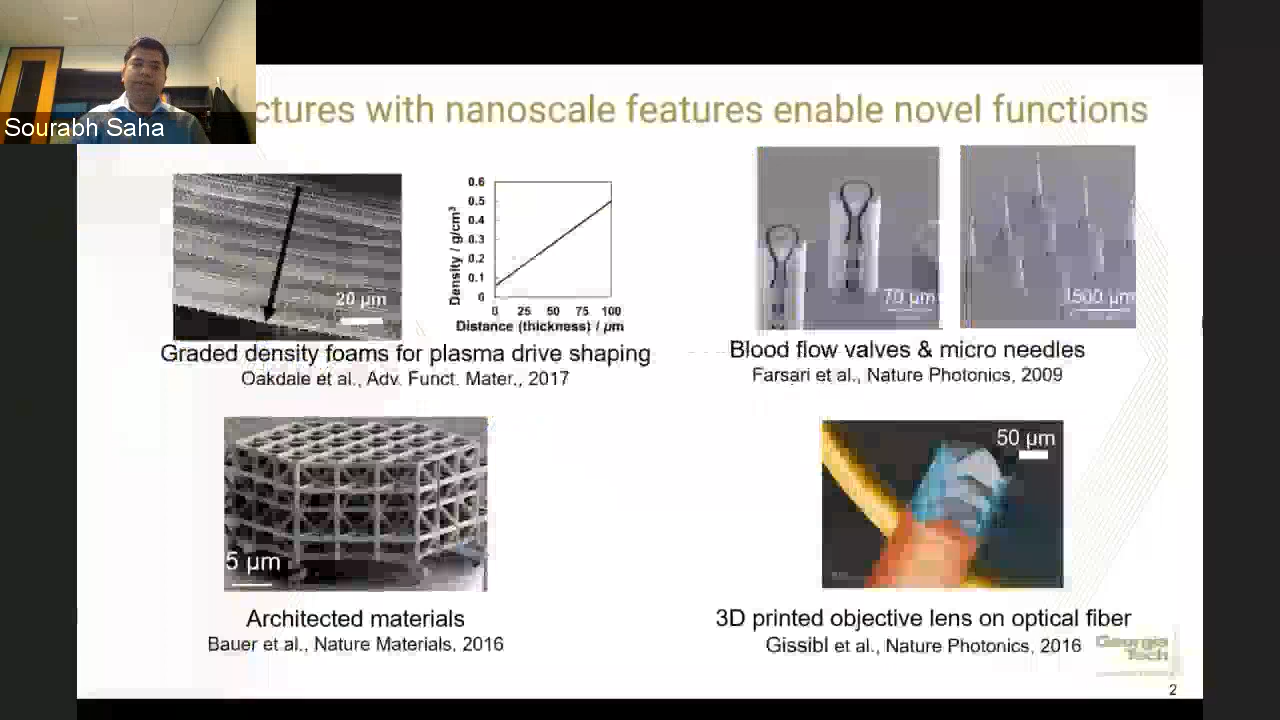 Sourabh Saha
ctures with nanoscale features enable novel functions
20 µm
Density / g/cm³
0.6
0.5
0.4
0.3
0.2
0.1
0
0 25 50 75 100
Distance (thickness) / µm
Graded density foams for plasma drive shaping
Oakdale et al., Adv. Funct. Mater., 2017
70 µm
500 µm
Blood flow valves & micro needles
Farsari et al., Nature Photonics, 2009
5 µm
Architected materials
Bauer et al., Nature Materials, 2016
50 µm
3D printed objective lens on optical fiber
Gissibl et al., Nature Photonics, 2016
Georgia
Tech
2